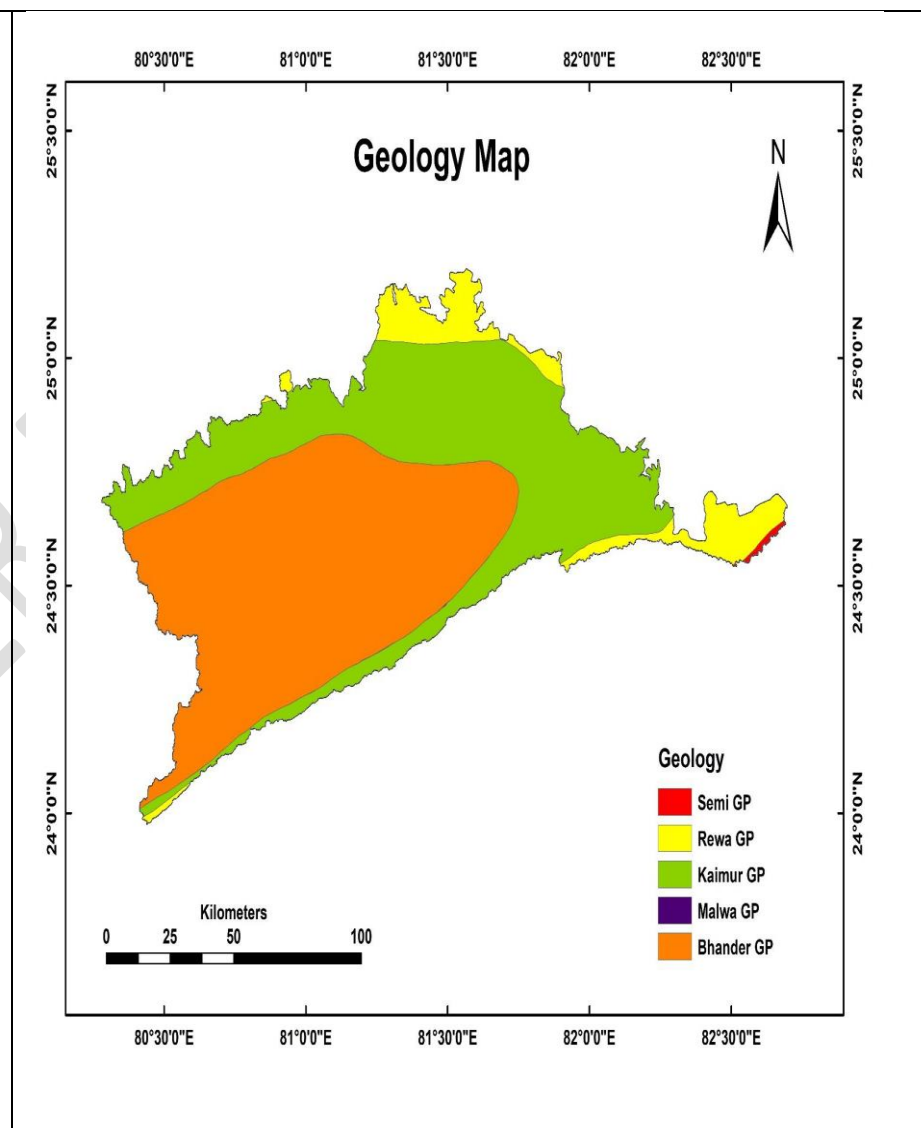 80°30'0"E 81°0'0"E 81°30'0"E 82°0'0"E 82°30'0"E
Geology Map
N
25°30'0"N 25°30'0"N
25°0'0"N 25°0'0"N
24°30'0"N 24°30'0"N
24°0'0"N 24°0'0"N
Geology
Semi GP
Rewa GP
Kaimur GP
Malwa GP
Bhander GP
Kilometers
0 25 50 100
80°30'0"E 81°0'0"E 81°30'0"E 82°0'0"E 82°30'0"E